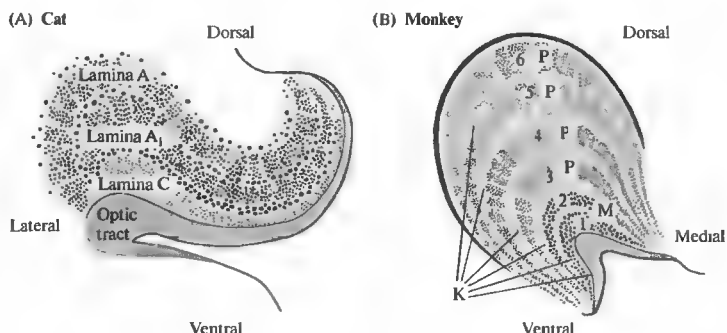 (A) Cat
Dorsal
Lamina A
Lamina A1
Lamina C
Lateral
Optic
tract
Ventral
(B) Monkey
Dorsal
6 P
5 P
4 P
3 P
2
M
1
Medial
K
Ventral